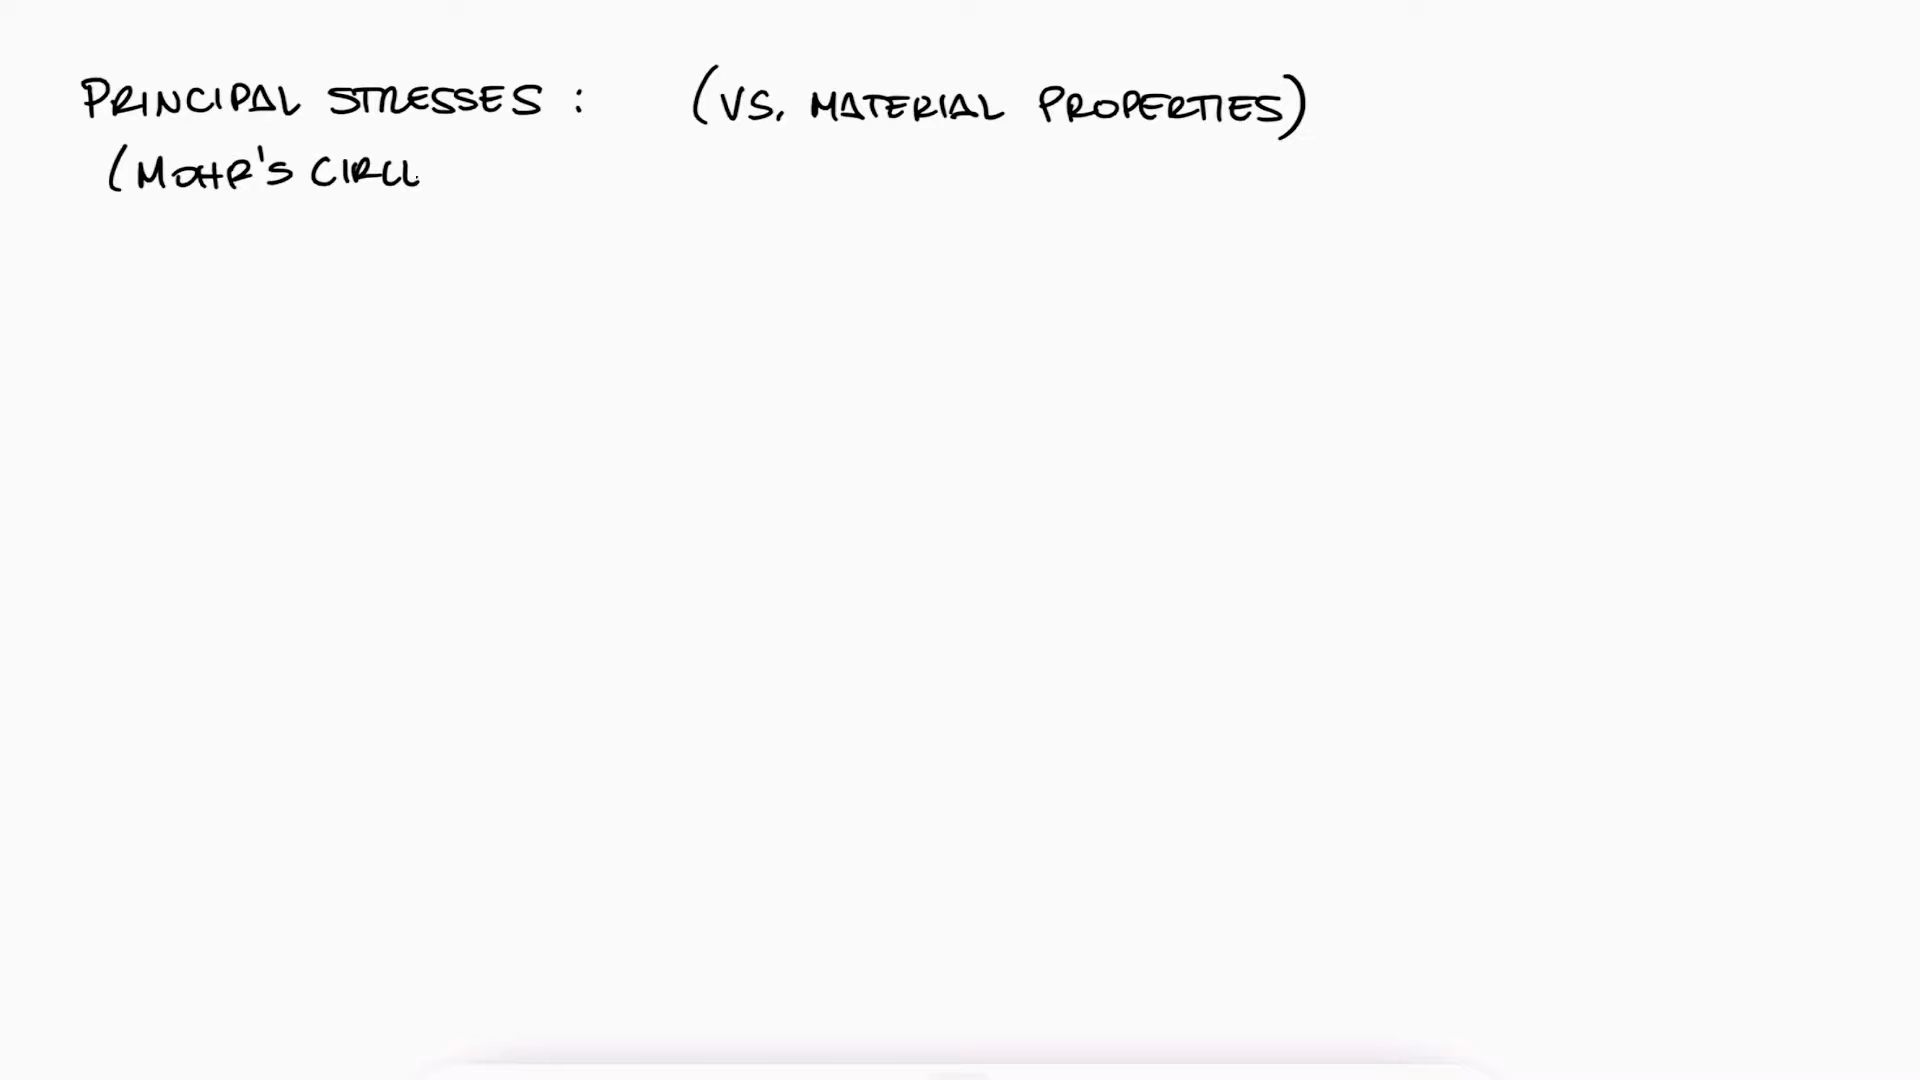 PRINCIPAL STRESSES : (VS. MATERIAL PROPERTIES)
(MOHR'S CIRCL